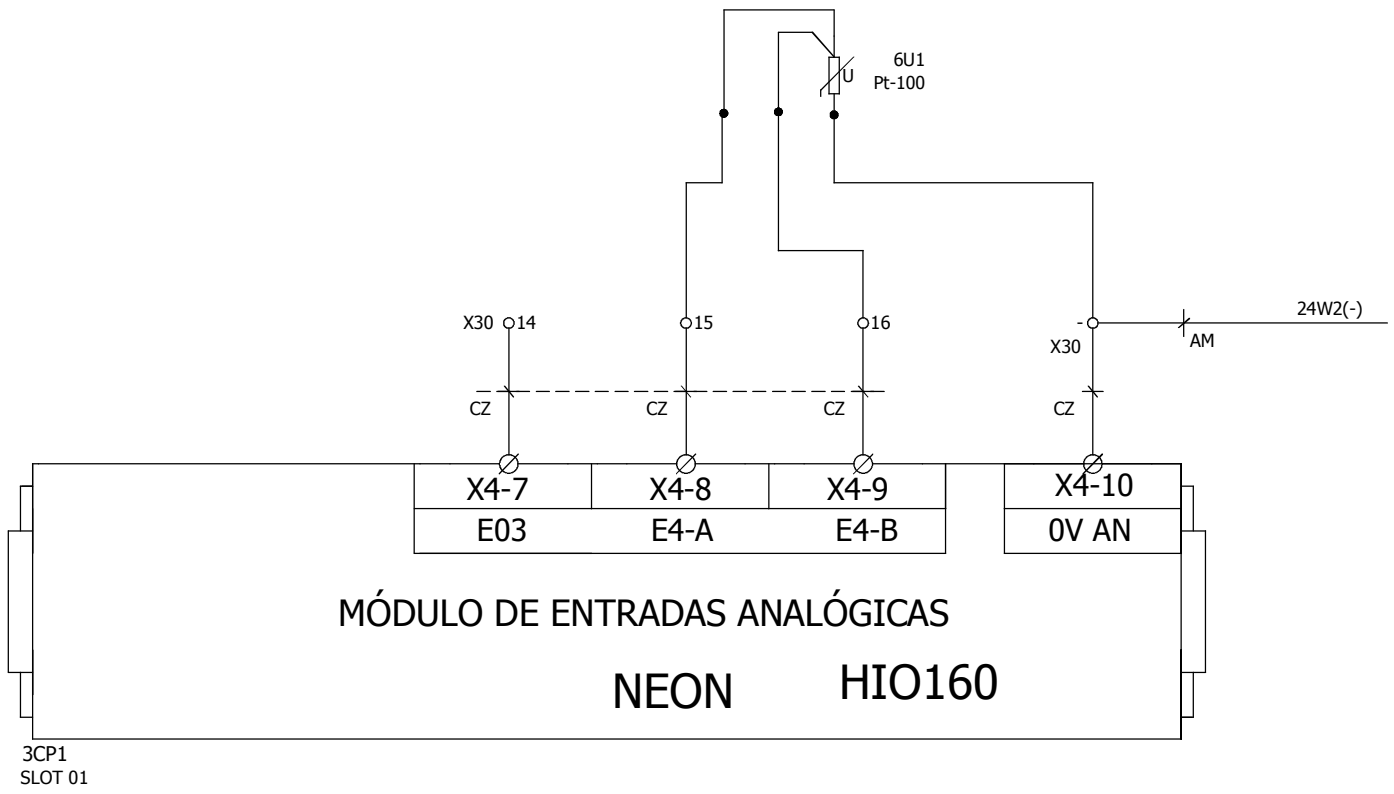 6U1
U
Pt-100
24W2(-)
X30 14
15
16
-
X30
AM
CZ
CZ
CZ
CZ
X4-7
X4-8
X4-9
X4-10
E03
E4-A
E4-B
0V AN
MÓDULO DE ENTRADAS ANALÓGICAS
NEON
HIO160
3CP1
SLOT 01